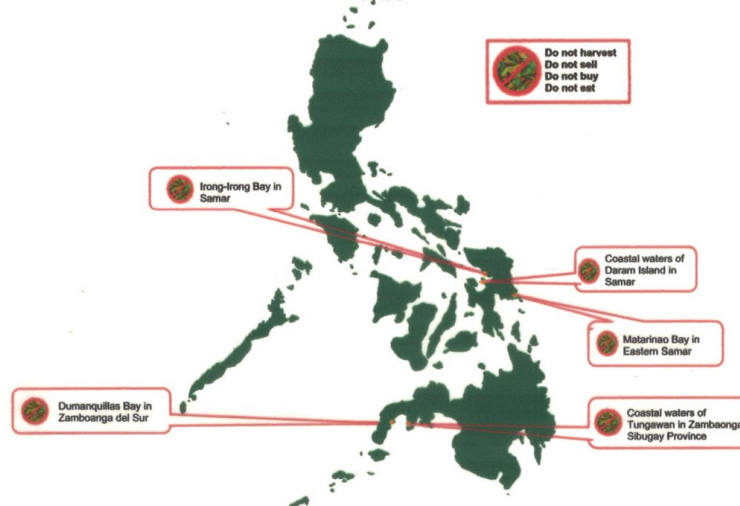 Do not harvest
Do not sell
Do not buy
Do not eat
Irong-Irong Bay in
Samar
Coastal waters of
Daram Island in
Samar
Matarinao Bay in
Eastern Samar
Dumanquillas Bay in
Zamboanga del Sur
Coastal waters of
Tungawan in Zambaonga
Sibugay Province